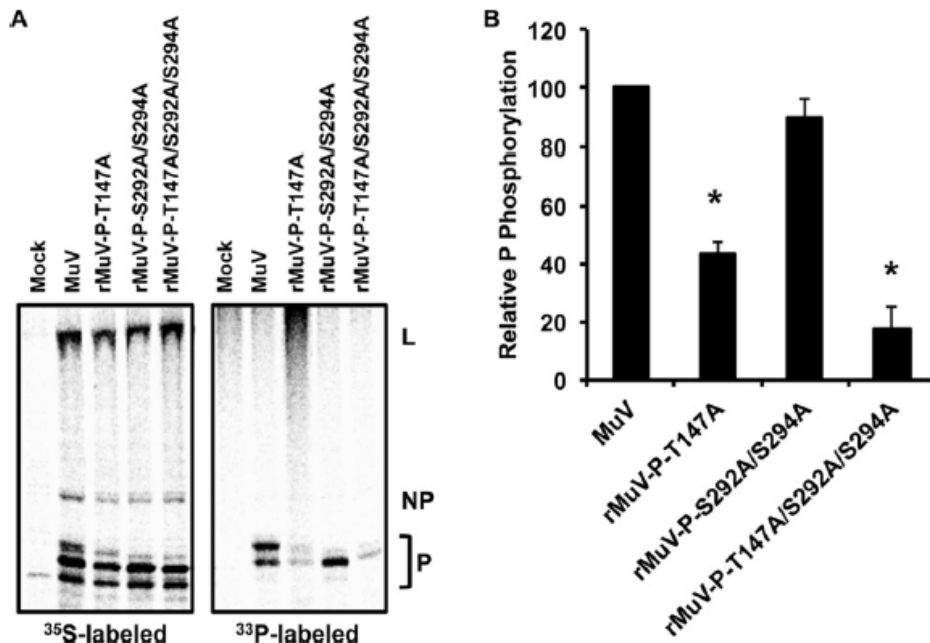 A
Mock
MuV
rMuV-P-T147A
rMuV-P-S292A/S294A
rMuV-P-T147A/S292A/S294A
Mock
MuV
rMuV-P-T147A
rMuV-P-S292A/S294A
rMuV-P-T147A/S292A/S294A
L
NP
P
³⁵S-labeled
³³P-labeled
B
Relative P Phosphorylation
120
100
80
60
40
20
0
*
*
MuV
rMuV-P-T147A
rMuV-P-S292A/S294A
rMuV-P-T147A/S292A/S294A